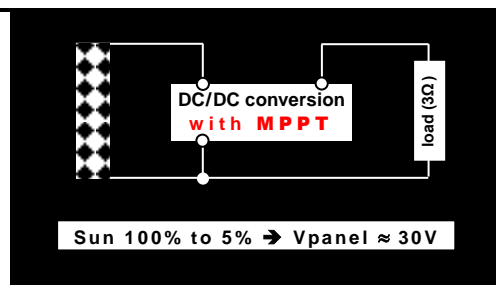 DC/DC conversion
with MPPT
load (3Ω)
Sun 100% to 5% ➔ Vpanel ≈ 30V